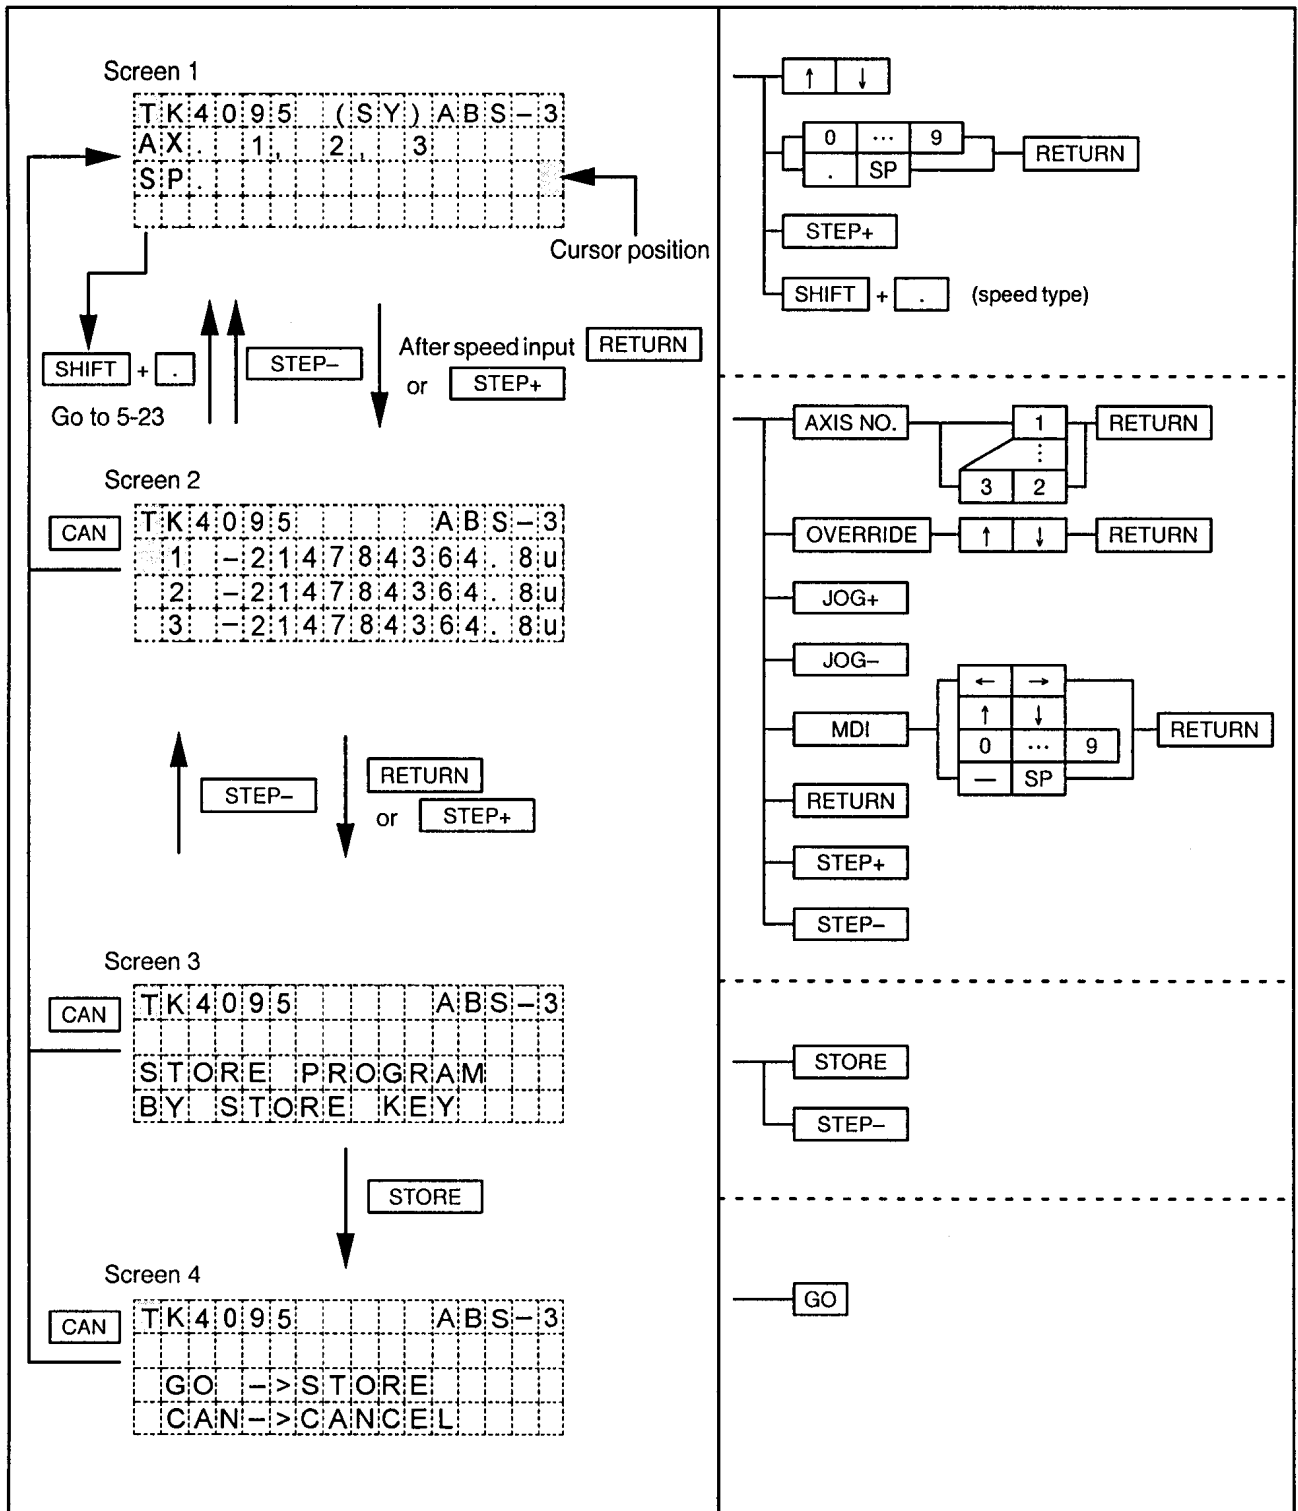 Screen 1
TK4095 (SY)ABS-3
AX. 1, 2, 3
SP.
Cursor position
SHIFT + .
Go to 5-23
STEP–
After speed input RETURN
or STEP+
Screen 2
CAN
TK4095 ABS-3
1 -214784364.8u
2 -214784364.8u
3 -214784364.8u
STEP–
RETURN
or STEP+
Screen 3
CAN
TK4095 ABS-3
STORE PROGRAM
BY STORE KEY
STORE
Screen 4
CAN
TK4095 ABS-3
GO ->STORE
CAN->CANCEL
↑ ↓
0 ... 9
. SP
RETURN
STEP+
SHIFT + . (speed type)
AXIS NO. 1 RETURN
⋮
3 2
OVERRIDE ↑ ↓ RETURN
JOG+
JOG–
← →
↑ ↓
MDI 0 ... 9 RETURN
— SP
RETURN
STEP+
STEP–
STORE
STEP–
GO